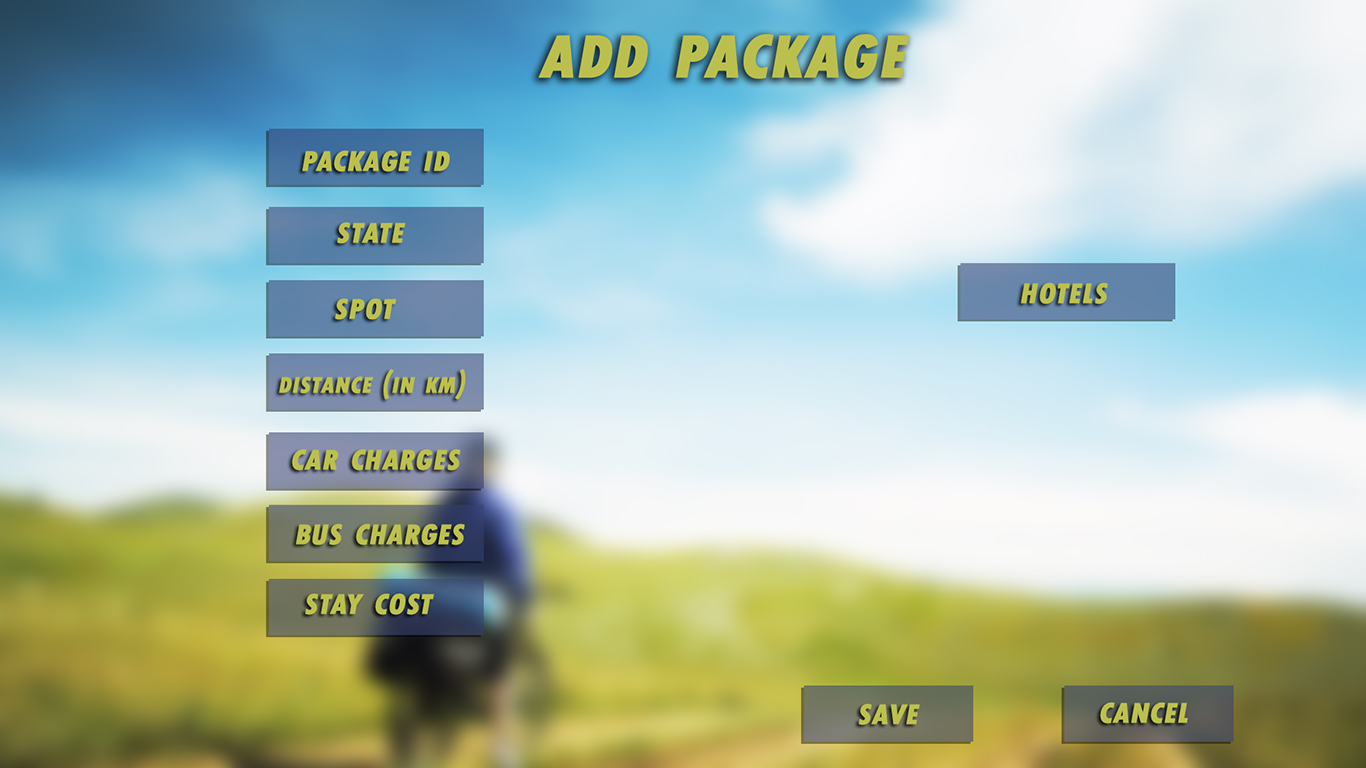 ADD PACKAGE
PACKAGE ID
STATE
SPOT
DISTANCE (IN KM)
CAR CHARGES
BUS CHARGES
STAY COST
HOTELS
SAVE
CANCEL